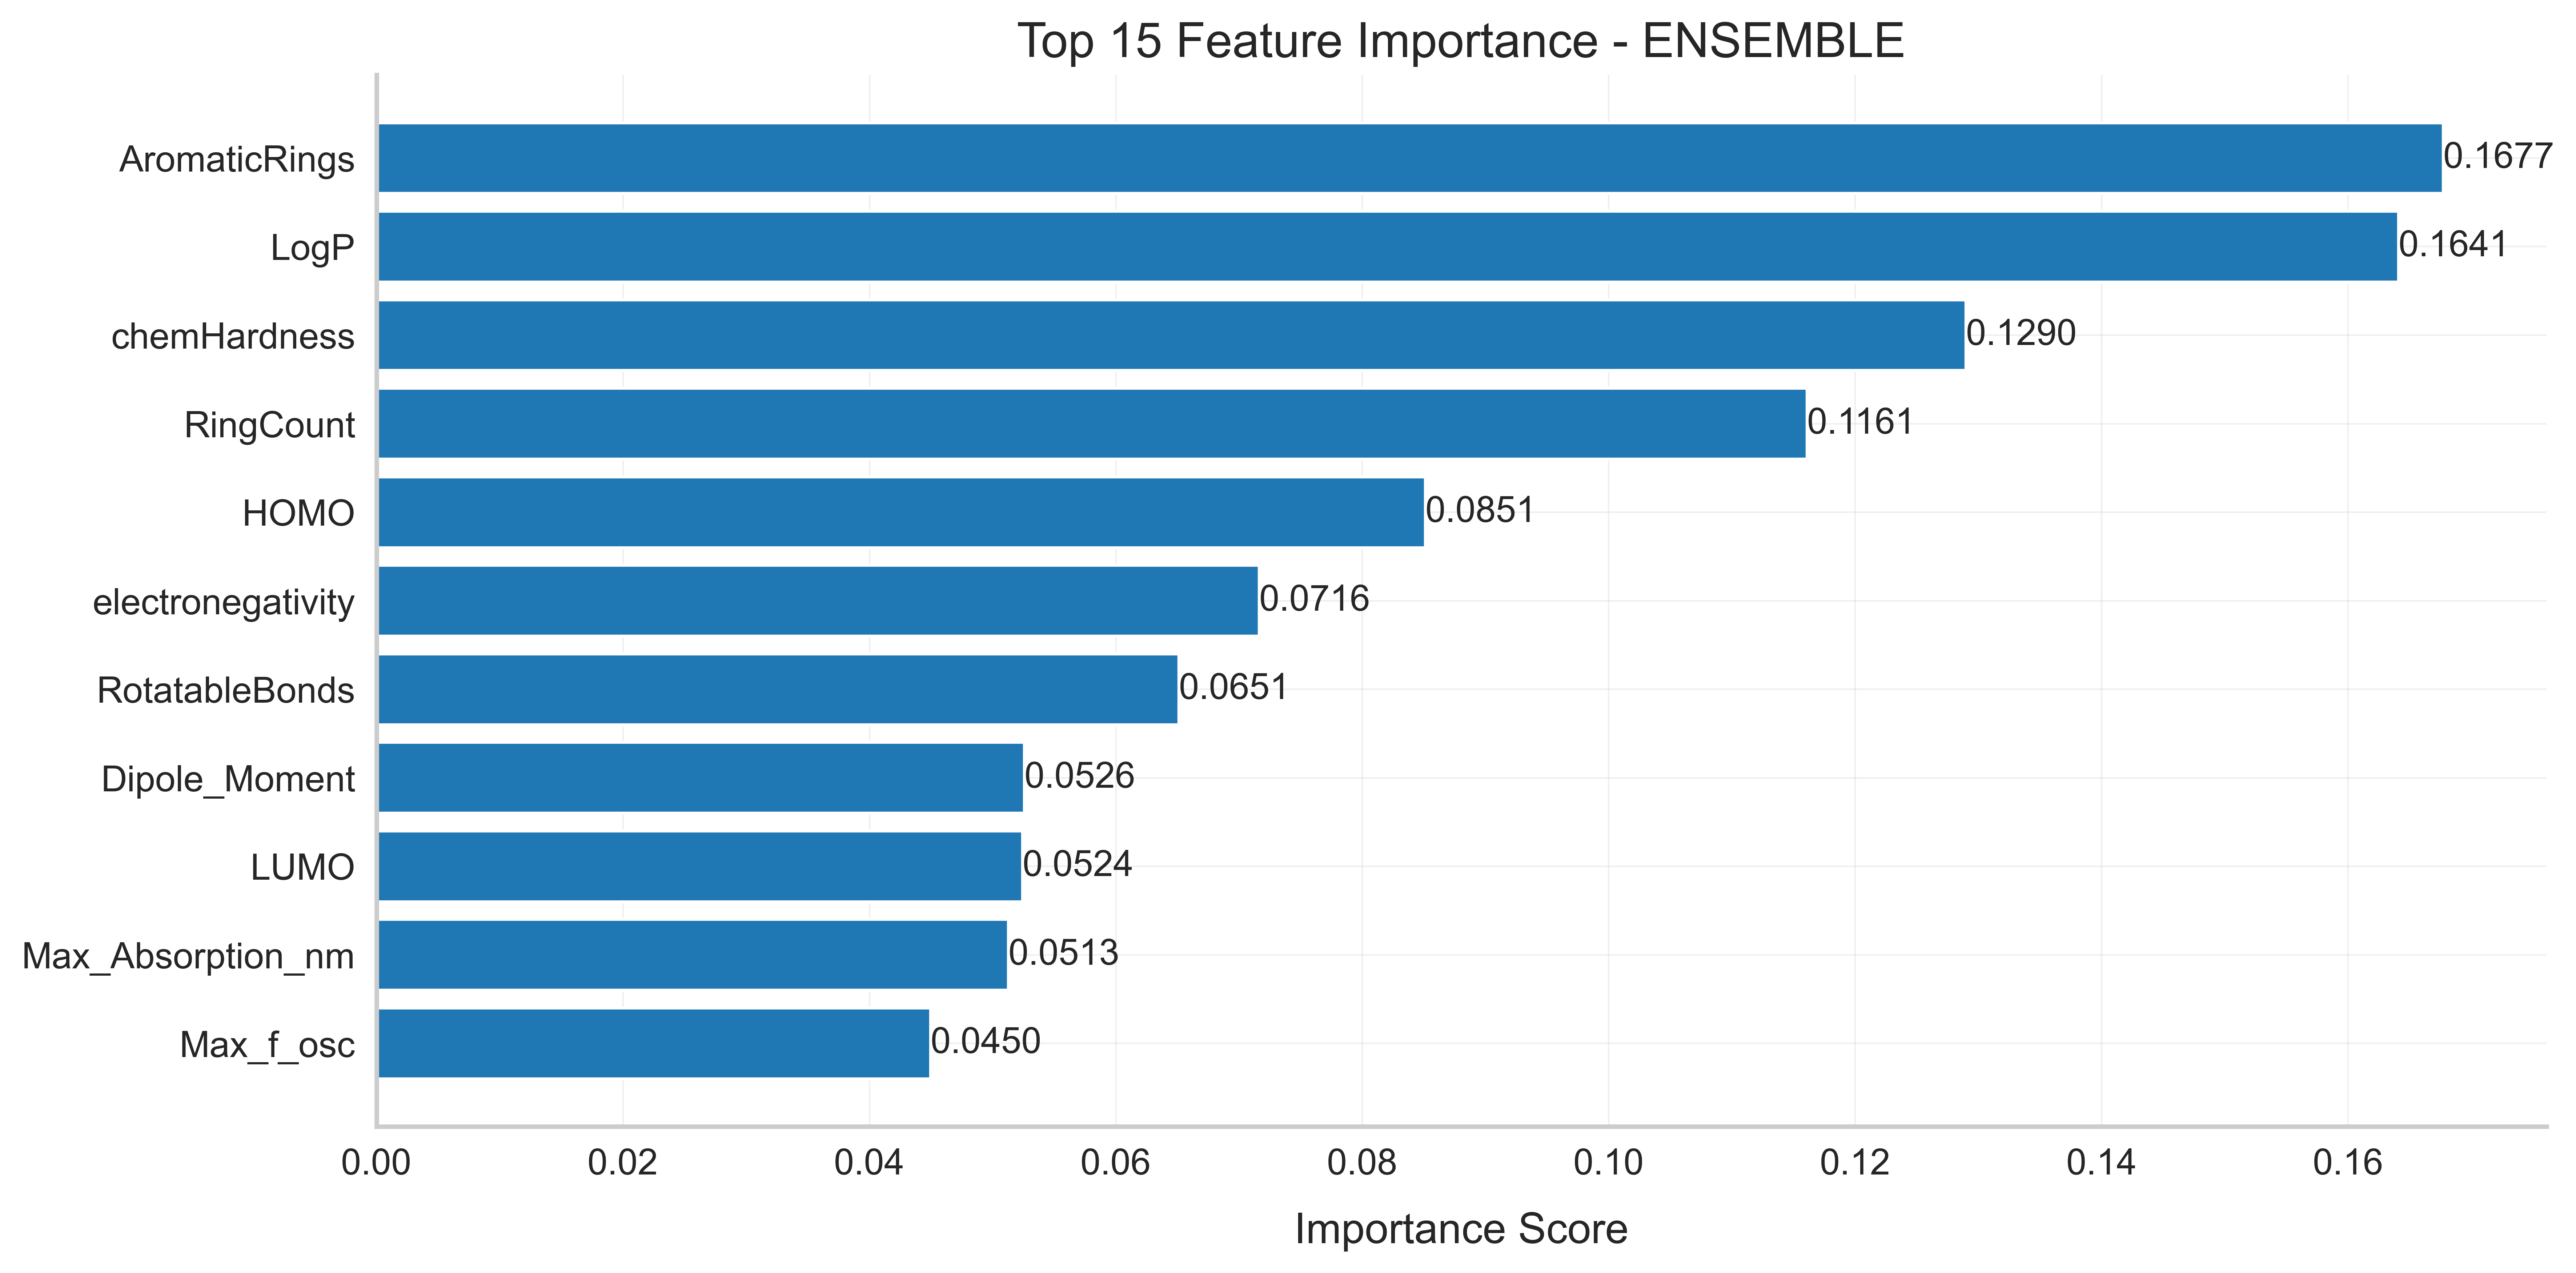 Top 15 Feature Importance - ENSEMBLE
AromaticRings 0.1677
LogP 0.1641
chemHardness 0.1290
RingCount 0.1161
HOMO 0.0851
electronegativity 0.0716
RotatableBonds 0.0651
Dipole_Moment 0.0526
LUMO 0.0524
Max_Absorption_nm 0.0513
Max_f_osc 0.0450
0.00 0.02 0.04 0.06 0.08 0.10 0.12 0.14 0.16
Importance Score